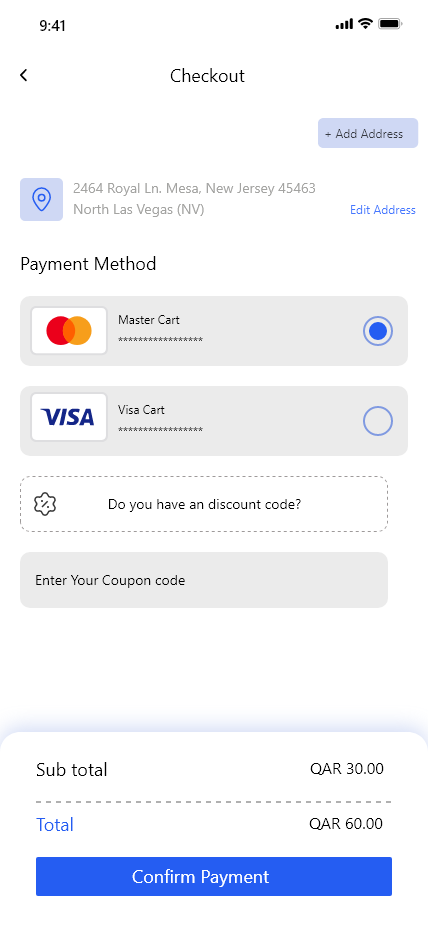 9:41
Checkout
+ Add Address
2464 Royal Ln. Mesa, New Jersey 45463
North Las Vegas (NV)
Edit Address
Payment Method
Master Cart
*****************
VISA
Visa Cart
*****************
Do you have an discount code?
Enter Your Coupon code
Sub total
QAR 30.00
Total
QAR 60.00
Confirm Payment